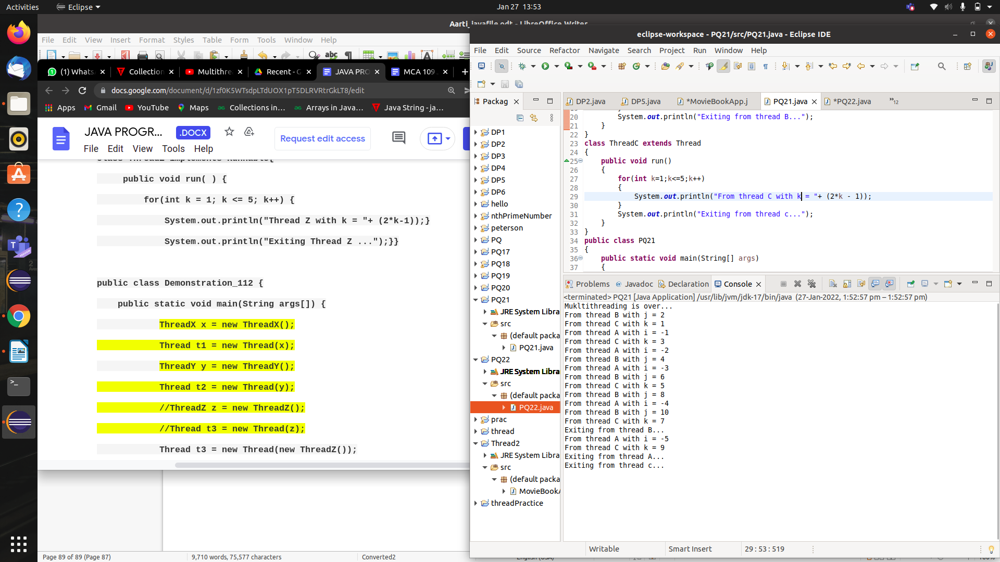 Activities
Eclipse
Jan 27 13:53
Aarti_javafile.odt - LibreOffice Writer
File Edit View Insert Format Styles Table Form Tools Window Help
(1) Whats
Collection
Multithre
Recent - G
JAVA PRO
MCA 109
docs.google.com/document/d/1zf0K5WTsdpLTdUOX1pT5DLRVRtrGkLT8/edit
Apps Gmail YouTube Maps Collections in... Arrays in Java... Java String - ja...
JAVA PROGR... .DOCX
Request edit access
File Edit View Tools Help
class ThreadZ implements Runnable{
public void run( ) {
for(int k = 1; k <= 5; k++) {
System.out.println("Thread Z with k = "+ (2*k-1));}
System.out.println("Exiting Thread Z ...");}}
public class Demonstration_112 {
public static void main(String args[]) {
ThreadX x = new ThreadX();
Thread t1 = new Thread(x);
ThreadY y = new ThreadY();
Thread t2 = new Thread(y);
//ThreadZ z = new ThreadZ();
//Thread t3 = new Thread(z);
Thread t3 = new Thread(new ThreadZ());
Page 89 of 89 (Page 87)
9,710 words, 75,577 characters
Converted2
English (USA)
eclipse-workspace - PQ21/src/PQ21.java - Eclipse IDE
File Edit Source Refactor Navigate Search Project Run Window Help
Packag
DP1
DP2
DP3
DP4
DP5
DP6
hello
nthPrimeNumber
peterson
PQ
PQ17
PQ18
PQ19
PQ20
PQ21
JRE System Libra
src
(default packa
PQ21.java
PQ22
JRE System Libra
src
(default packa
PQ22.java
prac
thread
Thread2
JRE System Libra
src
(default packa
MovieBookA
threadPractice
DP2.java DP5.java *MovieBookApp.j PQ21.java *PQ22.java »12
20 System.out.println("Exiting from thread B...");
21 }
22 }
23 class ThreadC extends Thread
24 {
25 public void run()
26 {
27 for(int k=1;k<=5;k++)
28 {
29 System.out.println("From thread C with k = "+ (2*k - 1));
30 }
31 System.out.println("Exiting from thread c...");
32 }
33 }
34 public class PQ21
35 {
36 public static void main(String[] args)
37 {
Problems Javadoc Declaration Console
<terminated> PQ21 [Java Application] /usr/lib/jvm/jdk-17/bin/java (27-Jan-2022, 1:52:57 pm – 1:52:57 pm)
Mukltithreading is over...
From thread B with j = 2
From thread C with k = 1
From thread A with i = -1
From thread C with k = 3
From thread A with i = -2
From thread B with j = 4
From thread A with i = -3
From thread B with j = 6
From thread C with k = 5
From thread B with j = 8
From thread A with i = -4
From thread B with j = 10
From thread C with k = 7
Exiting from thread B...
From thread A with i = -5
From thread C with k = 9
Exiting from thread A...
Exiting from thread c...
Writable
Smart Insert
29 : 53 : 519